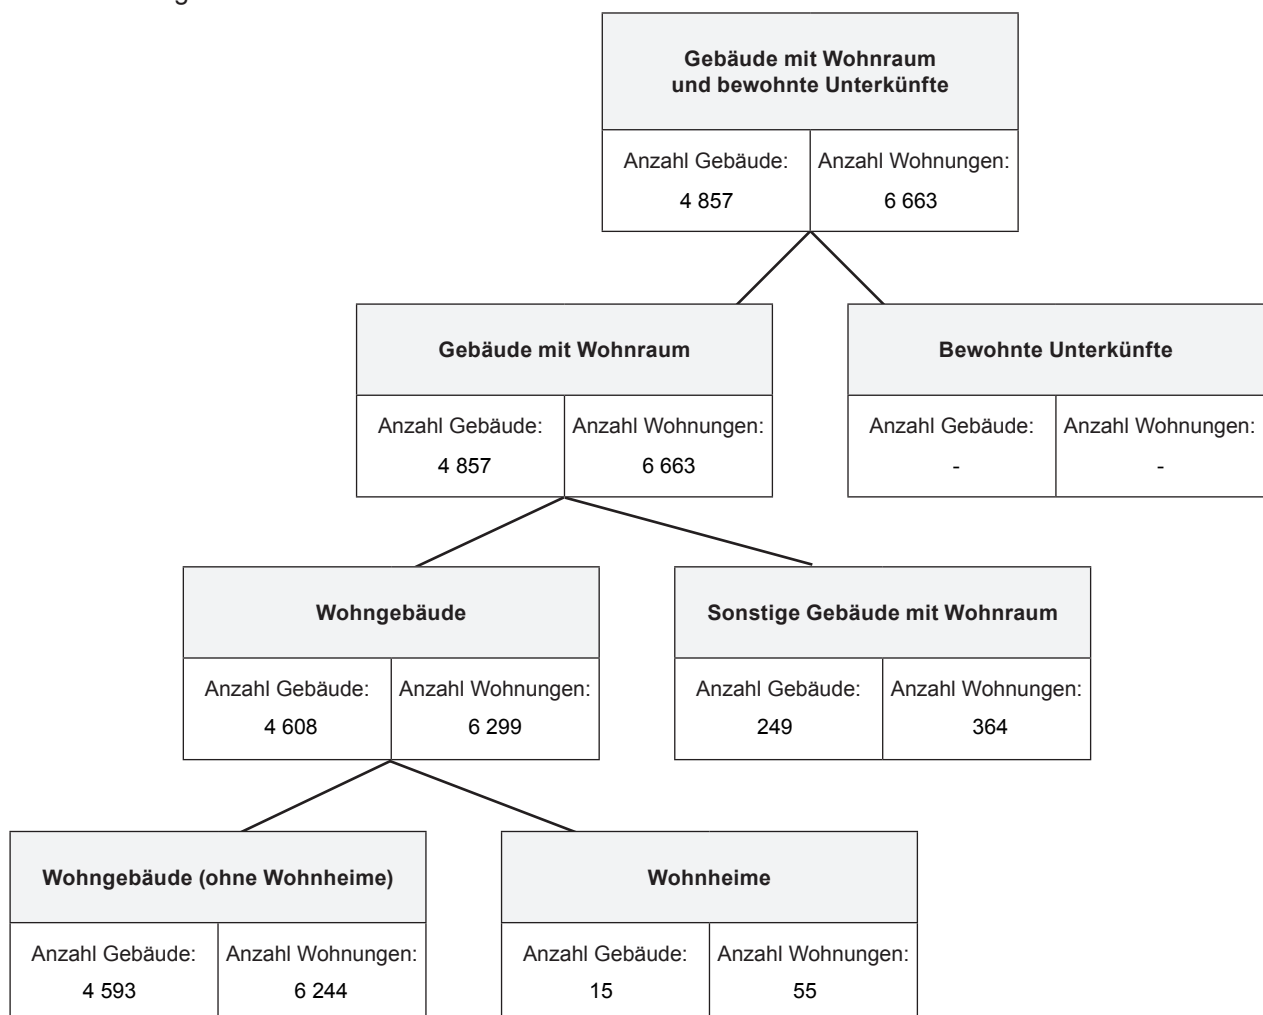 Gebäude mit Wohnraum
und bewohnte Unterkünfte
Anzahl Gebäude: Anzahl Wohnungen:
4 857 6 663
Gebäude mit Wohnraum
Anzahl Gebäude: Anzahl Wohnungen:
4 857 6 663
Bewohnte Unterkünfte
Anzahl Gebäude: Anzahl Wohnungen:
- -
Wohngebäude
Anzahl Gebäude: Anzahl Wohnungen:
4 608 6 299
Sonstige Gebäude mit Wohnraum
Anzahl Gebäude: Anzahl Wohnungen:
249 364
Wohngebäude (ohne Wohnheime)
Anzahl Gebäude: Anzahl Wohnungen:
4 593 6 244
Wohnheime
Anzahl Gebäude: Anzahl Wohnungen:
15 55